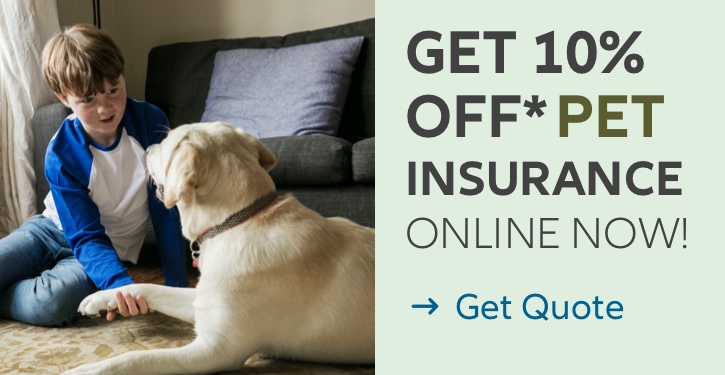 GET 10%
OFF* PET
INSURANCE
ONLINE NOW!
→ Get Quote